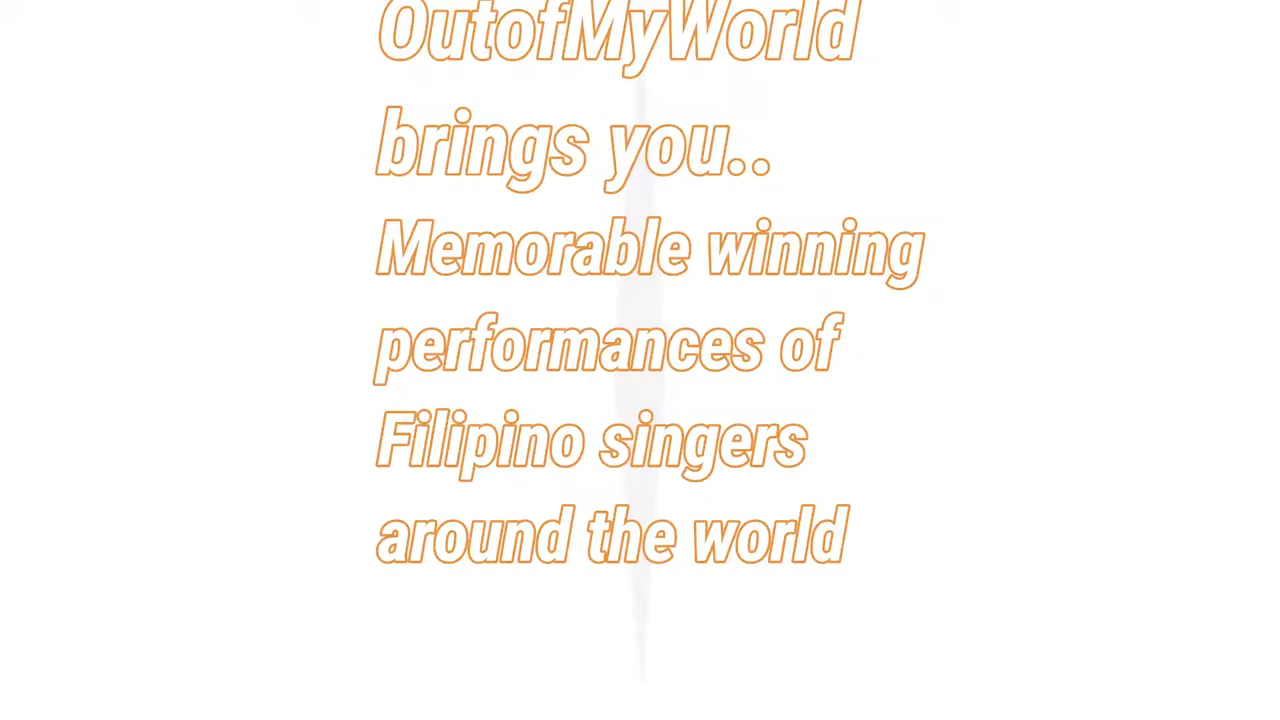 OutofMyWorld
brings you..
Memorable winning
performances of
Filipino singers
around the world